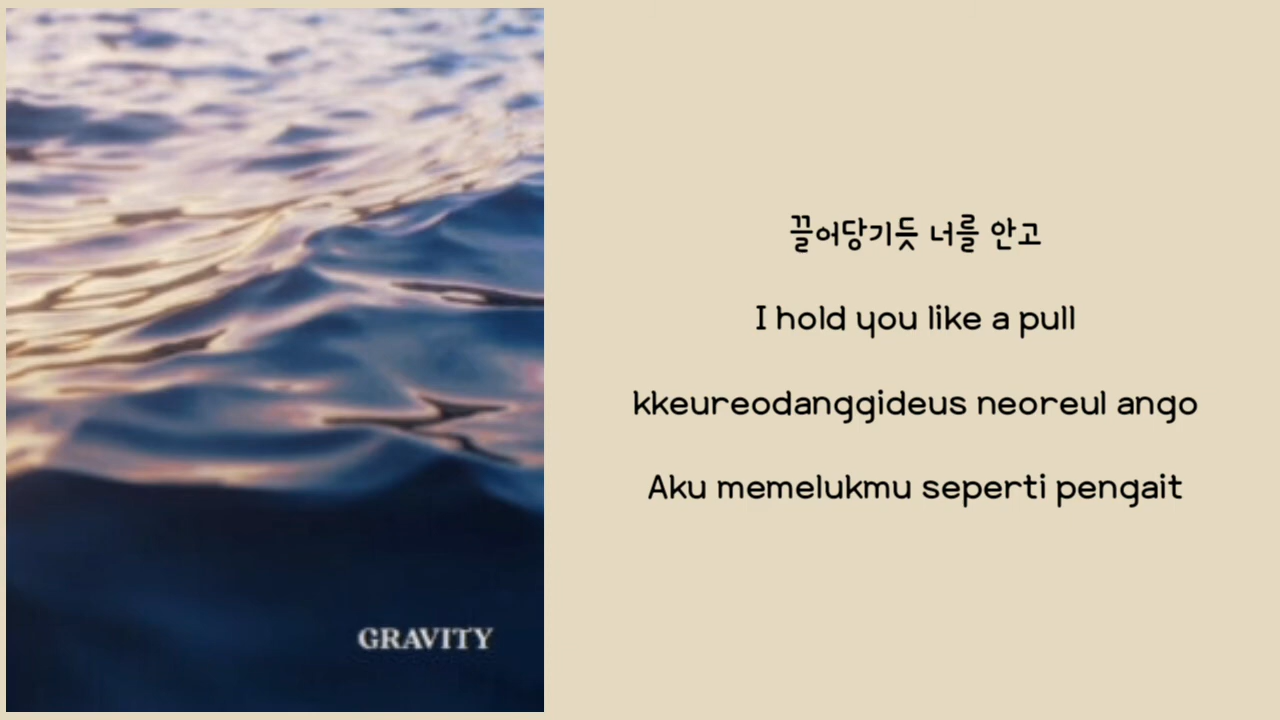 GRAVITY
끌어당기듯 너를 안고
I hold you like a pull
kkeureodanggideus neoreul ango
Aku memelukmu seperti pengait